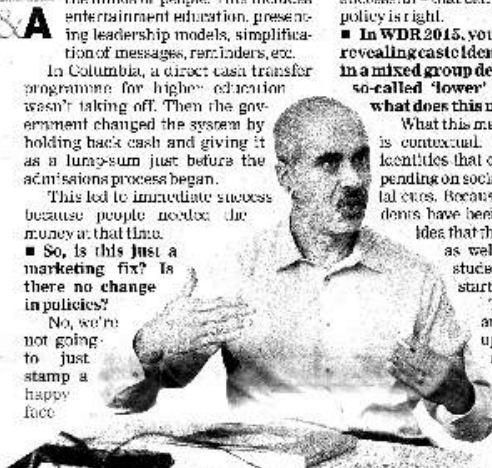 &A
the minds of people. This includes
entertainment education, present-
ing leadership models, simplifica-
tion of messages, reminders, etc.
In Columbia, a direct cash transfer
programme for higher education
wasn't taking off. Then the gov-
ernment changed the system by
holding back cash and giving it
as a lump-sum just before the
admissions process began.
This led to immediate success
because people needed the
money at that time.
■ So, is this just a
marketing fix? Is
there no change
in policies?
No, we're
not going
to just
stamp a
happy
face
policy is right.
■ In WDR 2015, you
revealing caste iden
in a mixed group de
so-called 'lower'
what does this m
What this me
is contextual.
identities that c
pending on soci
ial cues. Becaus
dents have been
idea that th
as wel
stude
start